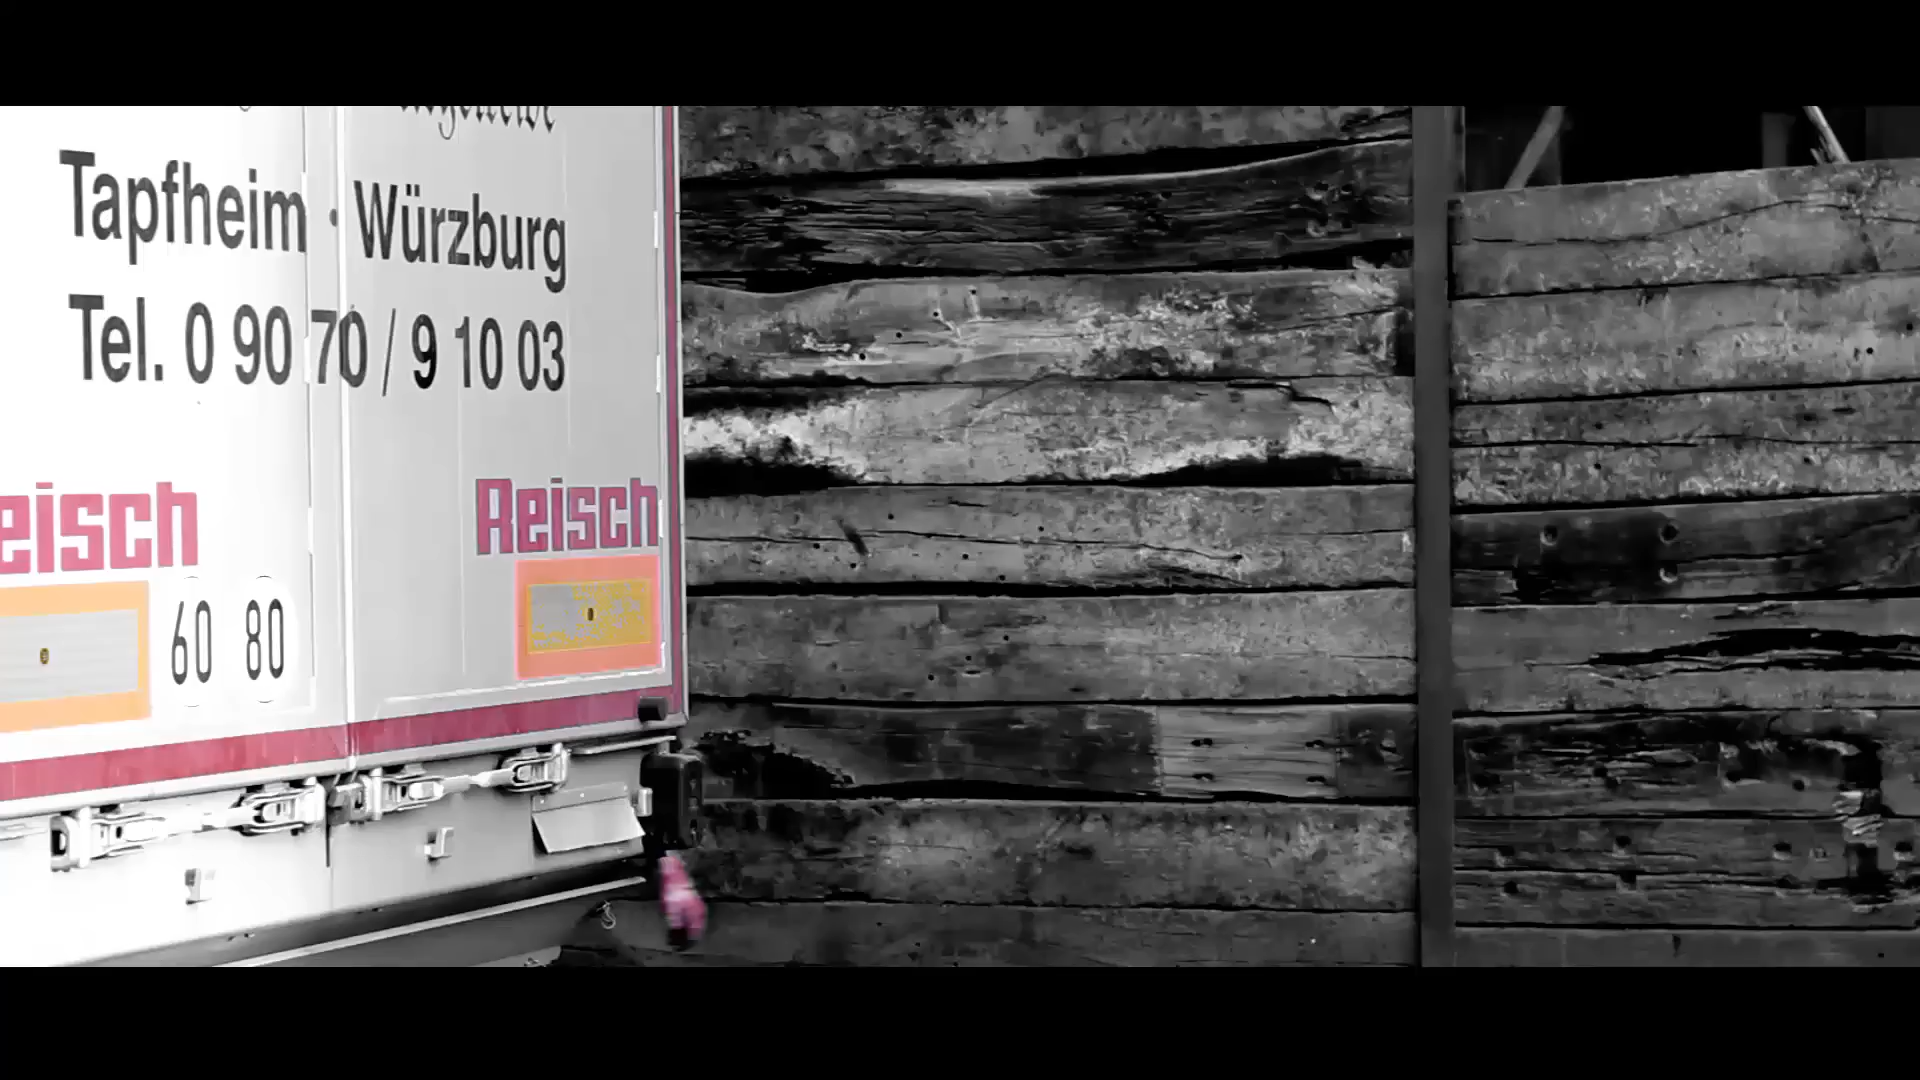 Tapfheim · Würzburg
Tel. 0 90 70 / 9 10 03
eisch
Reisch
60 80